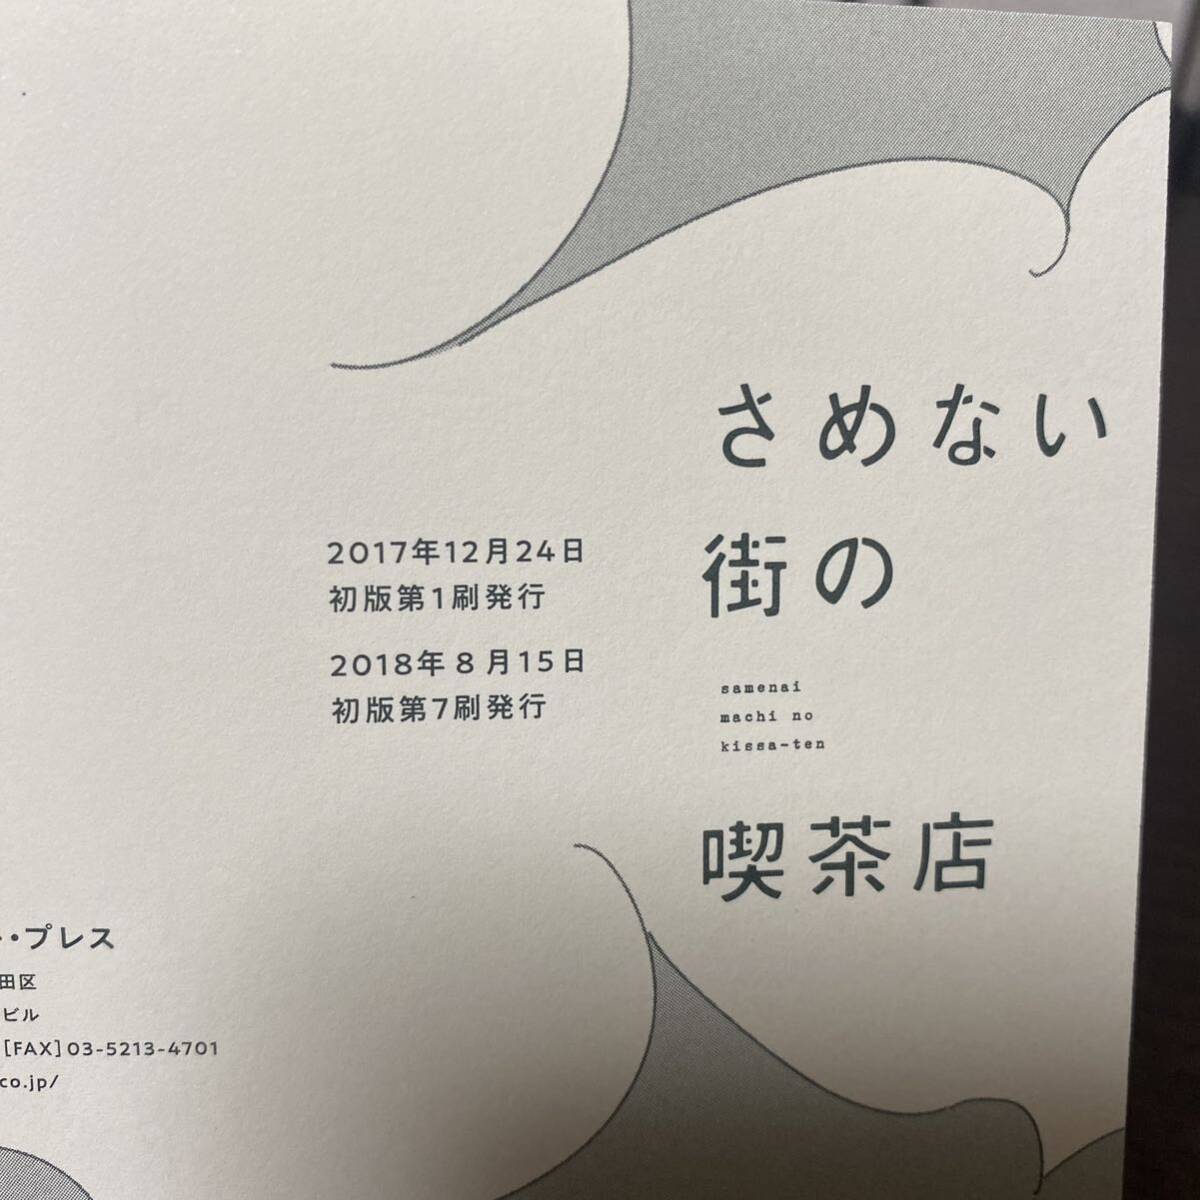 さめない
街の
samenai
machi no
kissa-ten
喫茶店
2017年12月24日
初版第1刷発行
2018年8月15日
初版第7刷発行
・プレス
田区
ビル
[FAX]03-5213-4701
co.jp/